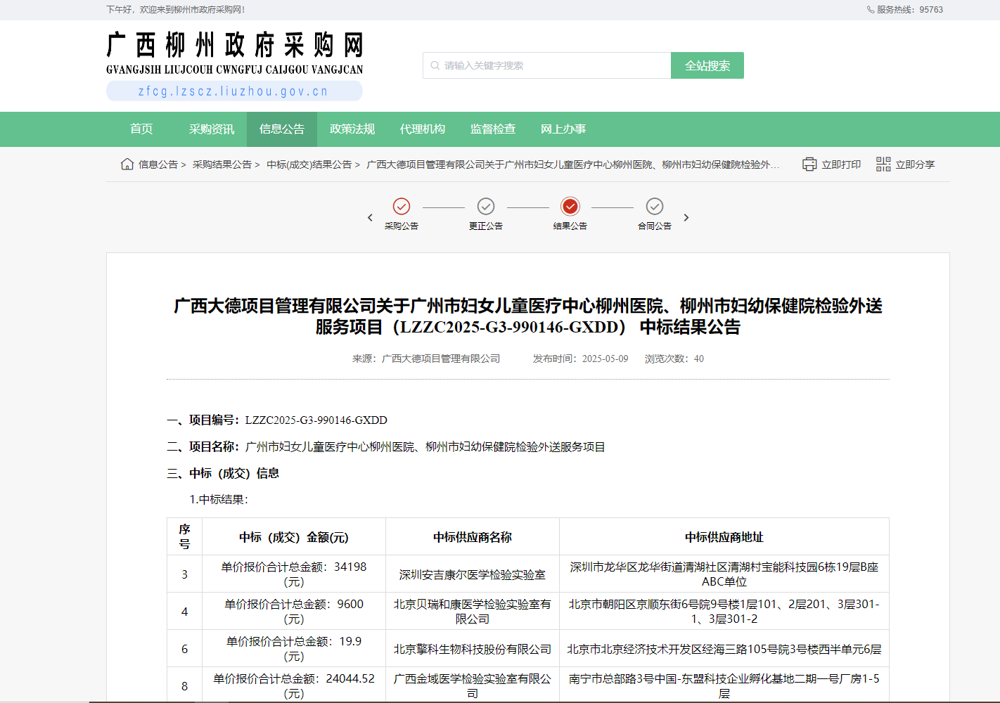 下午好，欢迎来到柳州市政府采购网！
服务热线：95763
广西柳州政府采购网
GVANGJSIH LIUJCOUH CWNGFUJ CAIJGOU VANGJCAN
zfcg.lzscz.liuzhou.gov.cn
请输入关键字搜索
全站搜索
首页 采购资讯 信息公告 政策法规 代理机构 监督检查 网上办事
信息公告 > 采购结果公告 > 中标(成交)结果公告 > 广西大德项目管理有限公司关于广州市妇女儿童医疗中心柳州医院、柳州市妇幼保健院检验外... 立即打印 立即分享
采购公告 更正公告 结果公告 合同公告
广西大德项目管理有限公司关于广州市妇女儿童医疗中心柳州医院、柳州市妇幼保健院检验外送
服务项目（LZZC2025-G3-990146-GXDD） 中标结果公告
来源：广西大德项目管理有限公司 发布时间：2025-05-09 浏览次数：40
一、项目编号：LZZC2025-G3-990146-GXDD
二、项目名称：广州市妇女儿童医疗中心柳州医院、柳州市妇幼保健院检验外送服务项目
三、中标（成交）信息
1.中标结果：
序号 中标（成交）金额(元) 中标供应商名称 中标供应商地址
3 单价报价合计总金额：34198(元) 深圳安吉康尔医学检验实验室 深圳市龙华区龙华街道清湖社区清湖村宝能科技园6栋19层B座ABC单位
4 单价报价合计总金额：9600(元) 北京贝瑞和康医学检验实验室有限公司 北京市朝阳区京顺东街6号院9号楼1层101、2层201、3层301-1、3层301-2
6 单价报价合计总金额：19.9(元) 北京擎科生物科技股份有限公司 北京市北京经济技术开发区经海三路105号院3号楼西半单元6层
8 单价报价合计总金额：24044.52(元) 广西金域医学检验实验室有限公司 南宁市总部路3号中国-东盟科技企业孵化基地二期一号厂房1-5层